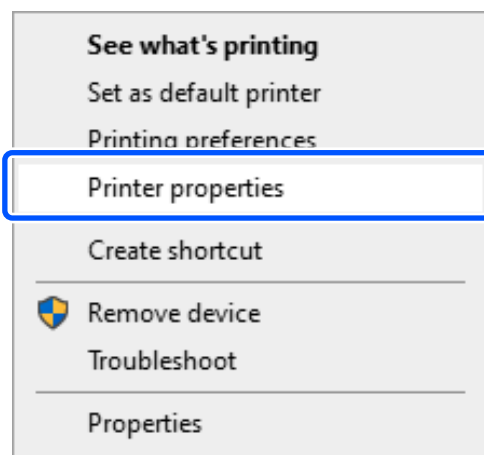 See what's printing
Set as default printer
Printing preferences
Printer properties
Create shortcut
Remove device
Troubleshoot
Properties